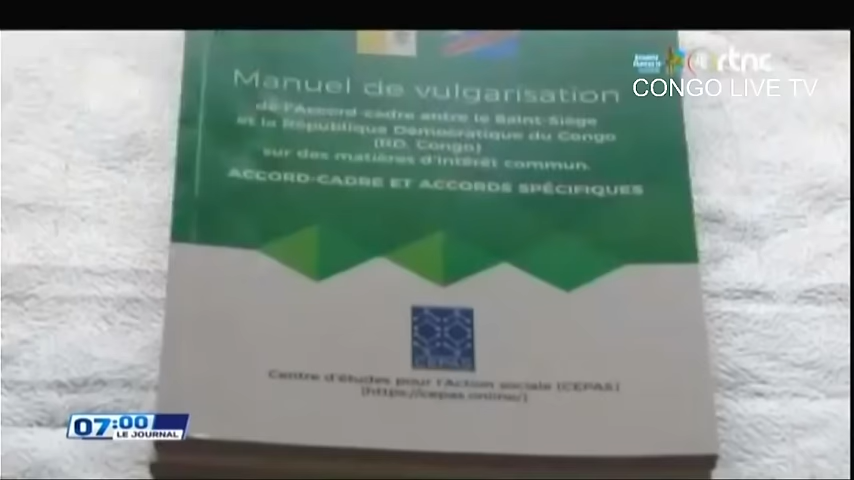 rtnc
CONGO LIVE TV
Manuel de vulgarisation
de l'Accord-cadre entre le Saint-Siège
et la République Démocratique du Congo
(RD. Congo)
sur des matières d'intérêt commun.
ACCORD-CADRE ET ACCORDS SPÉCIFIQUES
CEPAS
Centre d'études pour l'Action sociale (CEPAS)
(https://cepas.online/)
07:00
LE JOURNAL